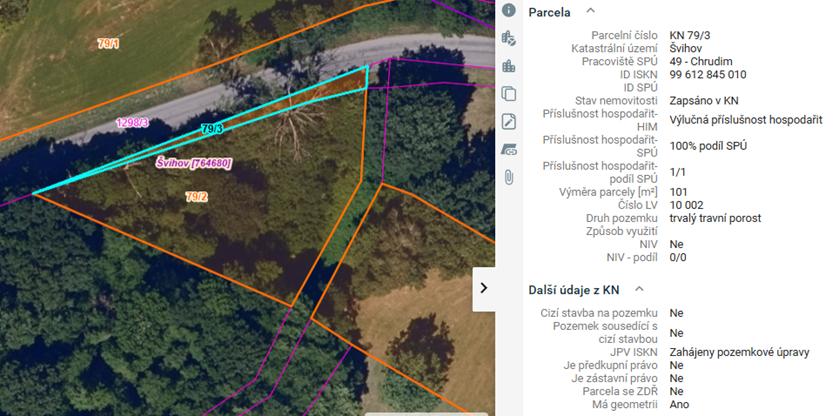 79/1
1298/3
79/3
Švihov [764680]
79/2
Parcela
Parcelní číslo KN 79/3
Katastrální území Švihov
Pracoviště SPÚ 49 - Chrudim
ID ISKN 99 612 845 010
ID SPÚ
Stav nemovitosti Zapsáno v KN
Příslušnost hospodařit- Výlučná příslušnost hospodařit
HIM
Příslušnost hospodařit- 100% podíl SPÚ
SPÚ
Příslušnost hospodařit- 1/1
podíl SPÚ
Výměra parcely [m²] 101
Číslo LV 10 002
Druh pozemku trvalý travní porost
Způsob využití
NIV Ne
NIV - podíl 0/0
Další údaje z KN
Cizí stavba na pozemku Ne
Pozemek sousedící s Ne
cizí stavbou
JPV ISKN Zahájeny pozemkové úpravy
Je předkupní právo Ne
Je zástavní právo Ne
Parcela se ZDŘ Ne
Má geometrii Ano